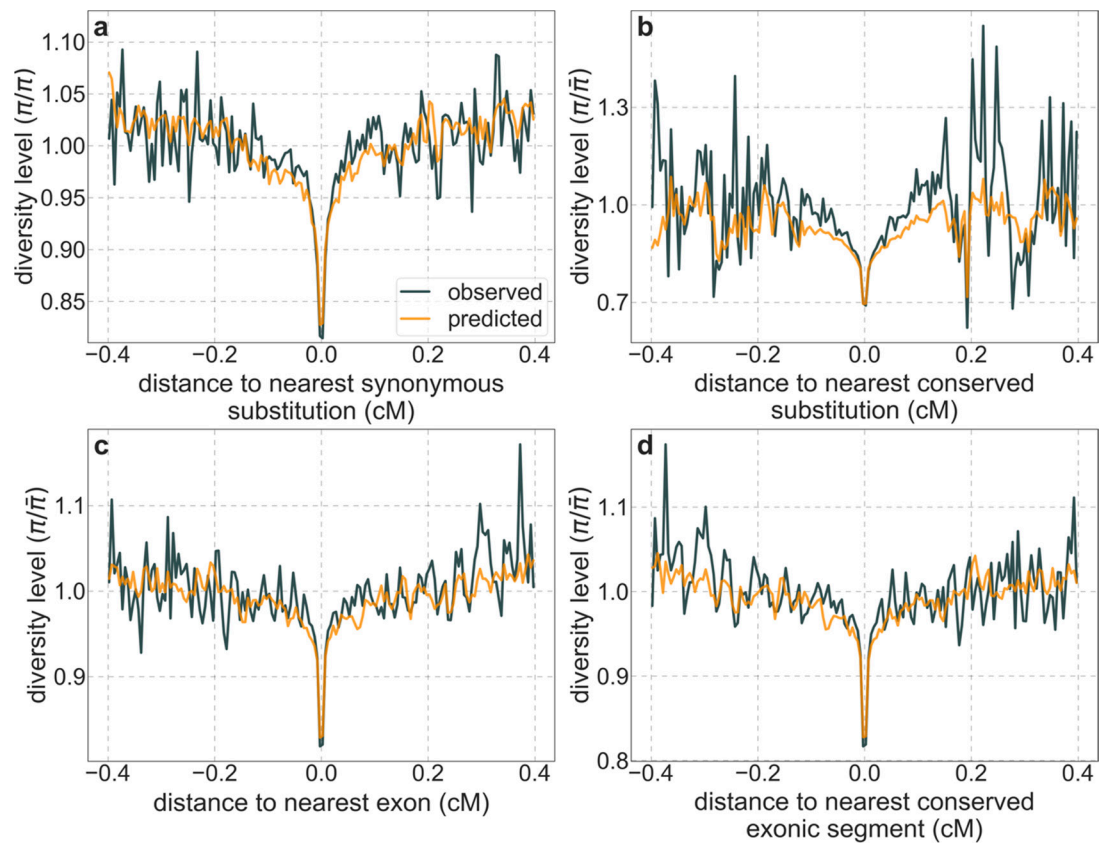 a
1.10
1.05
1.00
0.95
0.90
0.85
diversity level (π/π)
observed
predicted
−0.4 −0.2 0.0 0.2 0.4
distance to nearest synonymous
substitution (cM)
b
1.3
1.0
0.7
diversity level (π/π̄)
−0.4 −0.2 0.0 0.2 0.4
distance to nearest conserved
substitution (cM)
c
1.1
1.0
0.9
diversity level (π/π̄)
−0.4 −0.2 0.0 0.2 0.4
distance to nearest exon (cM)
d
1.1
1.0
0.9
0.8
diversity level (π/π̄)
−0.4 −0.2 0.0 0.2 0.4
distance to nearest conserved
exonic segment (cM)